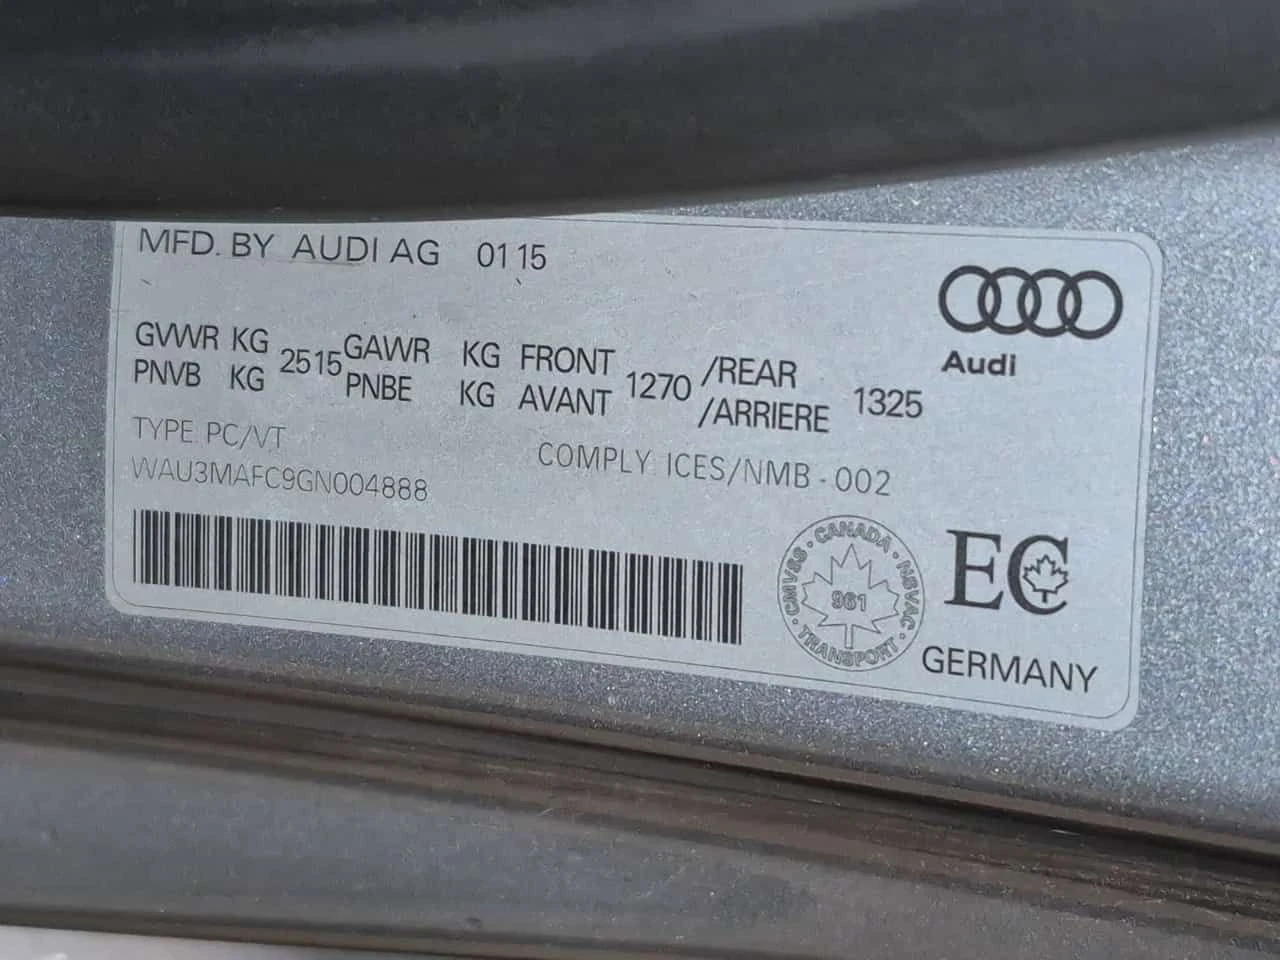 MFD. BY AUDI AG 01 15
Audi
GVWR KG 2515 GAWR KG FRONT 1270 /REAR 1325
PNVB KG PNBE KG AVANT /ARRIERE
TYPE: PC/VT
COMPLY ICES/NMB - 002
WAU3MAFC9GN004888
CMVSS · CANADA · NSVAC · TRANSPORT ·
961
EC
GERMANY